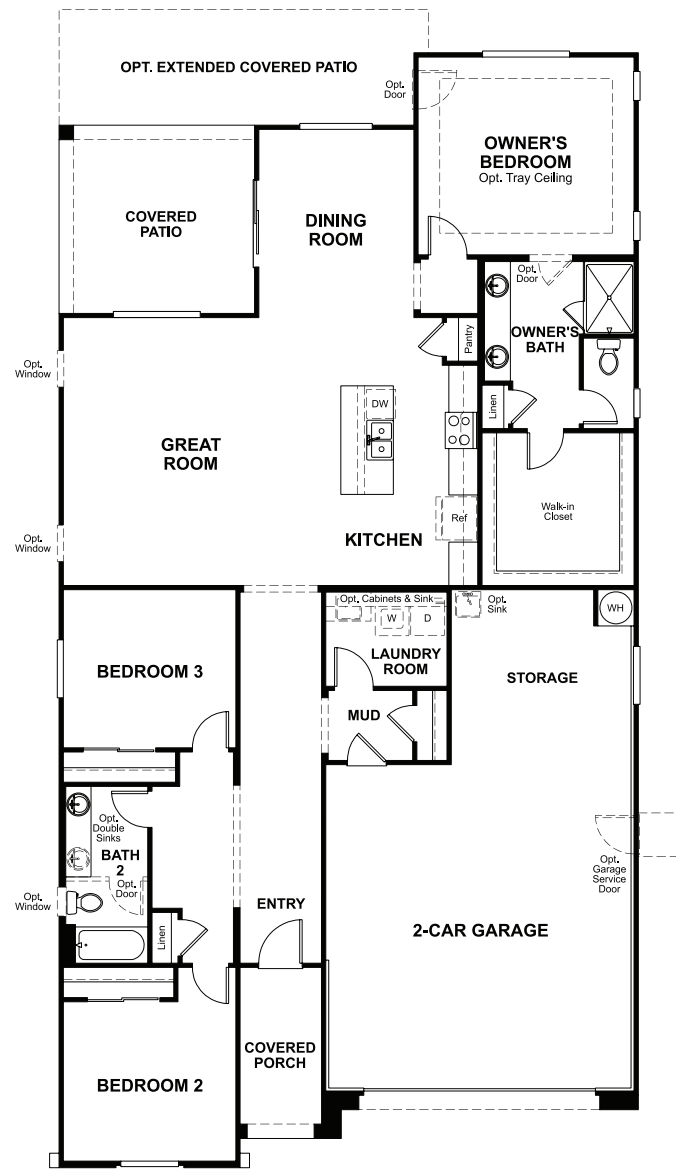 OPT. EXTENDED COVERED PATIO
Opt.
Door
OWNER'S
BEDROOM
Opt. Tray Ceiling
COVERED
PATIO
DINING
ROOM
Opt.
Door
OWNER'S
BATH
Pantry
Opt.
Window
DW
Linen
GREAT
ROOM
Walk-in
Closet
Ref
Opt.
Window
KITCHEN
Opt. Cabinets & Sink
W
D
Opt.
Sink
WH
LAUNDRY
ROOM
BEDROOM 3
STORAGE
MUD
Opt.
Double
Sinks
BATH
2
Opt.
Door
Opt.
Window
Opt.
Garage
Service
Door
ENTRY
Linen
2-CAR GARAGE
COVERED
PORCH
BEDROOM 2